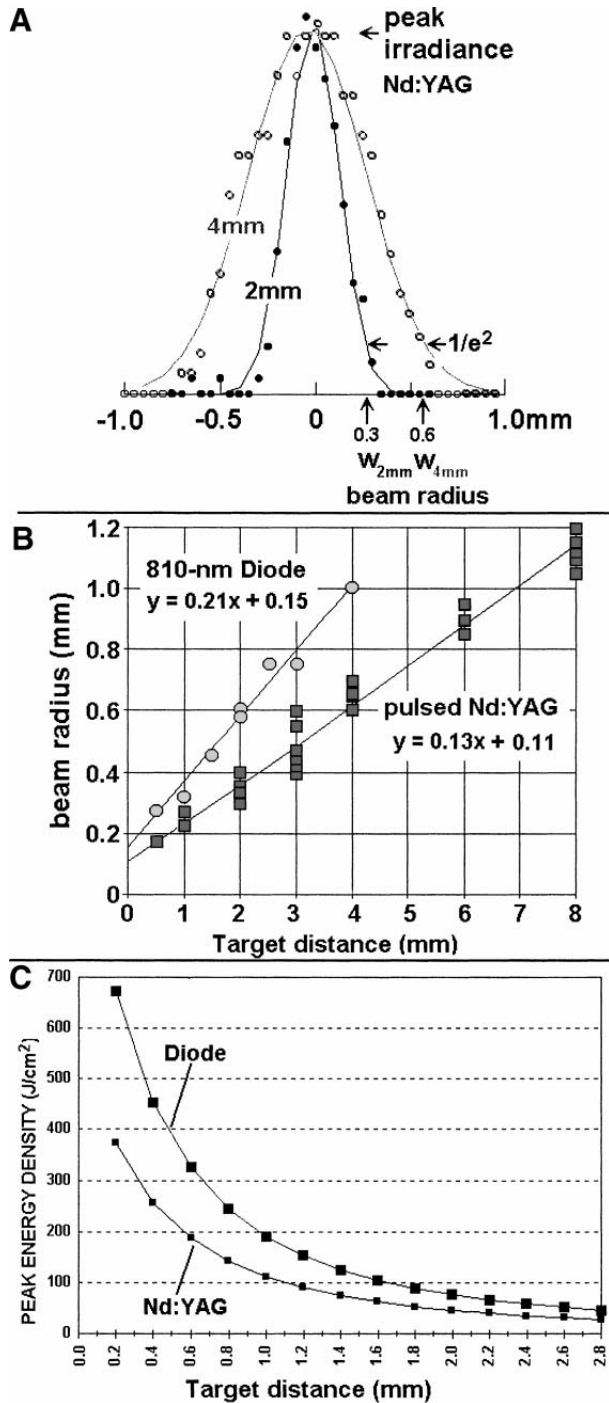 A
peak
irradiance
Nd:YAG
4mm
2mm
1/e²
-1.0 -0.5 0 1.0mm
0.3 0.6
W2mm W4mm
beam radius
B
1.2
1.0
0.8
0.6
0.4
0.2
0
beam radius (mm)
810-nm Diode
y = 0.21x + 0.15
pulsed Nd:YAG
y = 0.13x + 0.11
0 1 2 3 4 5 6 7 8
Target distance (mm)
C
700
600
500
400
300
200
100
0
PEAK ENERGY DENSITY (J/cm²)
Diode
Nd:YAG
0.0 0.2 0.4 0.6 0.8 1.0 1.2 1.4 1.6 1.8 2.0 2.2 2.4 2.6 2.8
Target distance (mm)